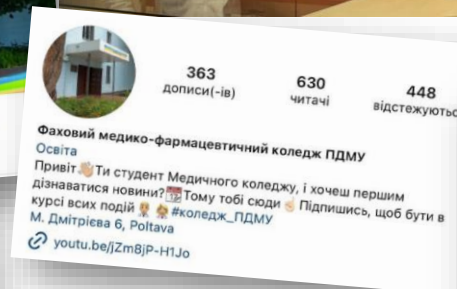 363 630 448
дописи(-ів) читачі відстежуютьс
Фаховий медико-фармацевтичний коледж ПДМУ
Освіта
Привіт👋🏼Ти студент Медичного коледжу, і хочеш першим
дізнаватися новини?📆Тому тобі сюди☝🏼Підпишись, щоб бути в
курсі всих подій 👨🏼‍⚕️👩🏼‍⚕️#коледж_ПДМУ
М. Дмітрієва 6, Poltava
youtu.be/jZm8jP-H1Jo